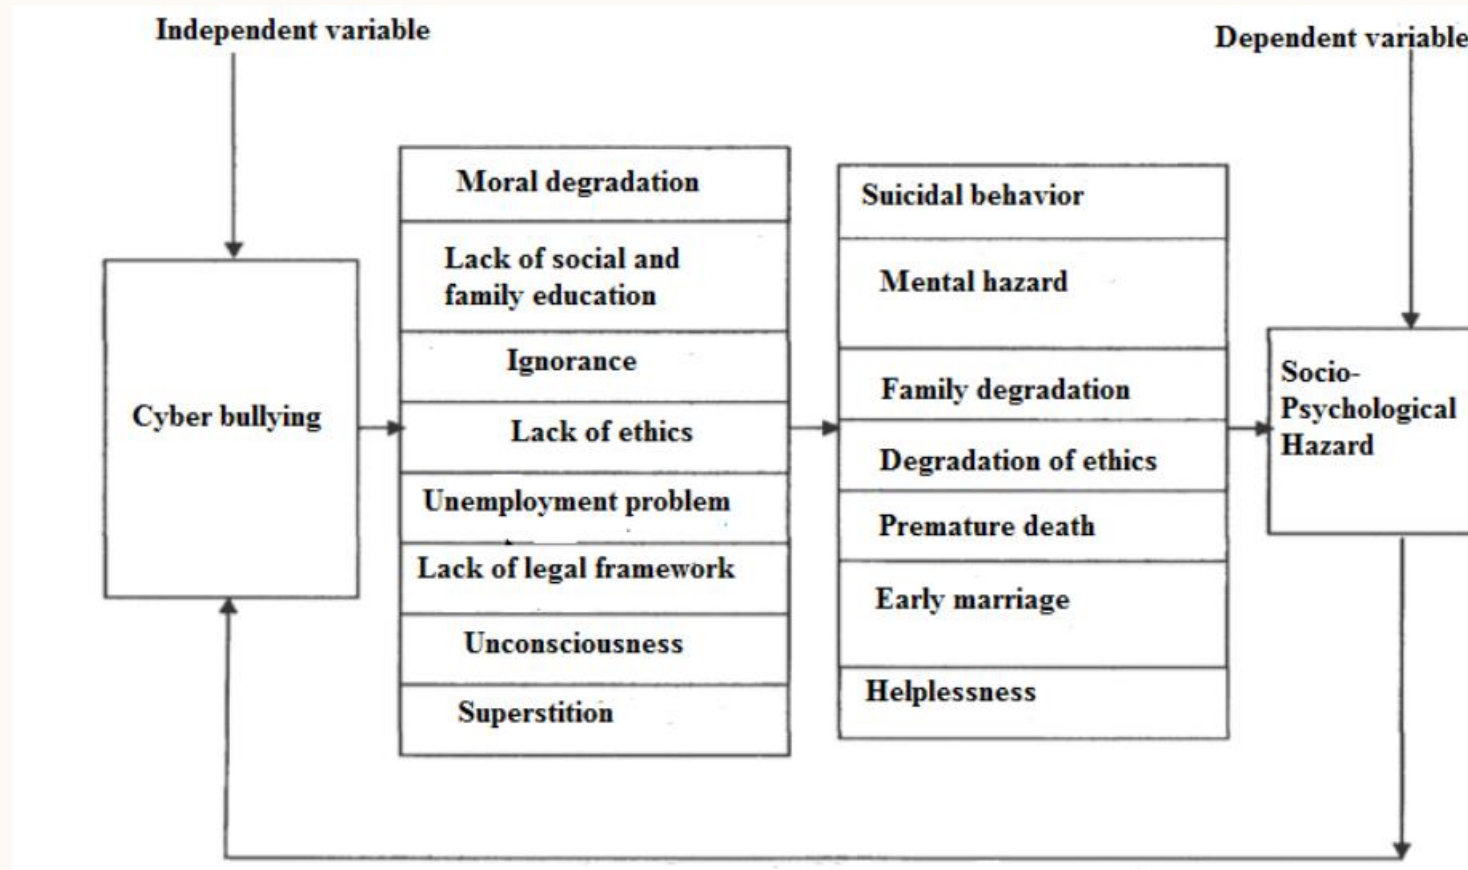 Independent variable
Dependent variable
Cyber bullying
Moral degradation
Lack of social and
family education
Ignorance
Lack of ethics
Unemployment problem
Lack of legal framework
Unconsciousness
Superstition
Suicidal behavior
Mental hazard
Family degradation
Degradation of ethics
Premature death
Early marriage
Helplessness
Socio-
Psychological
Hazard